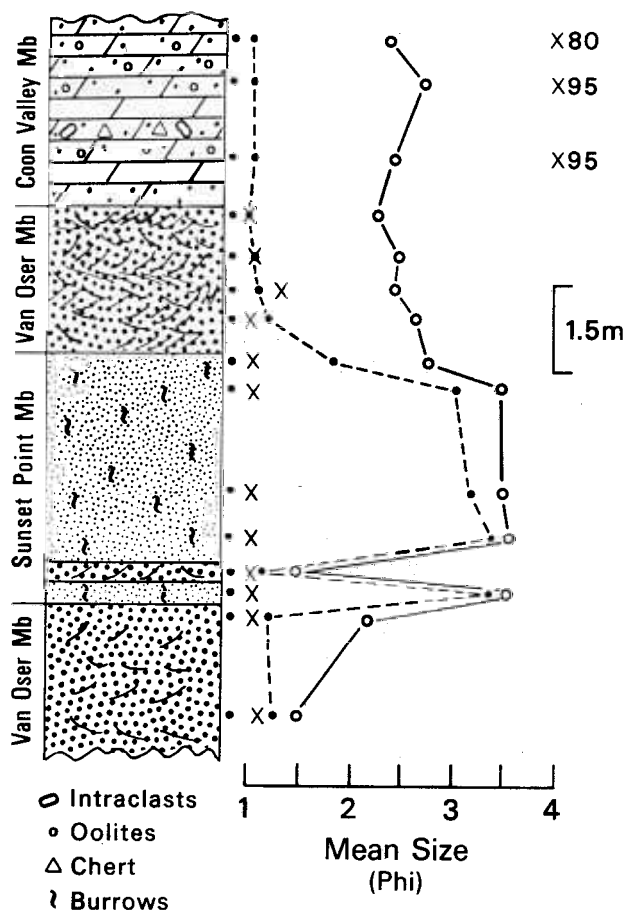 Coon Valley Mb
Van Oser Mb
Sunset Point Mb
Van Oser Mb
X80
X95
X95
1.5m
1 2 3 4
Mean Size
(Phi)
Intraclasts
Oolites
Chert
Burrows